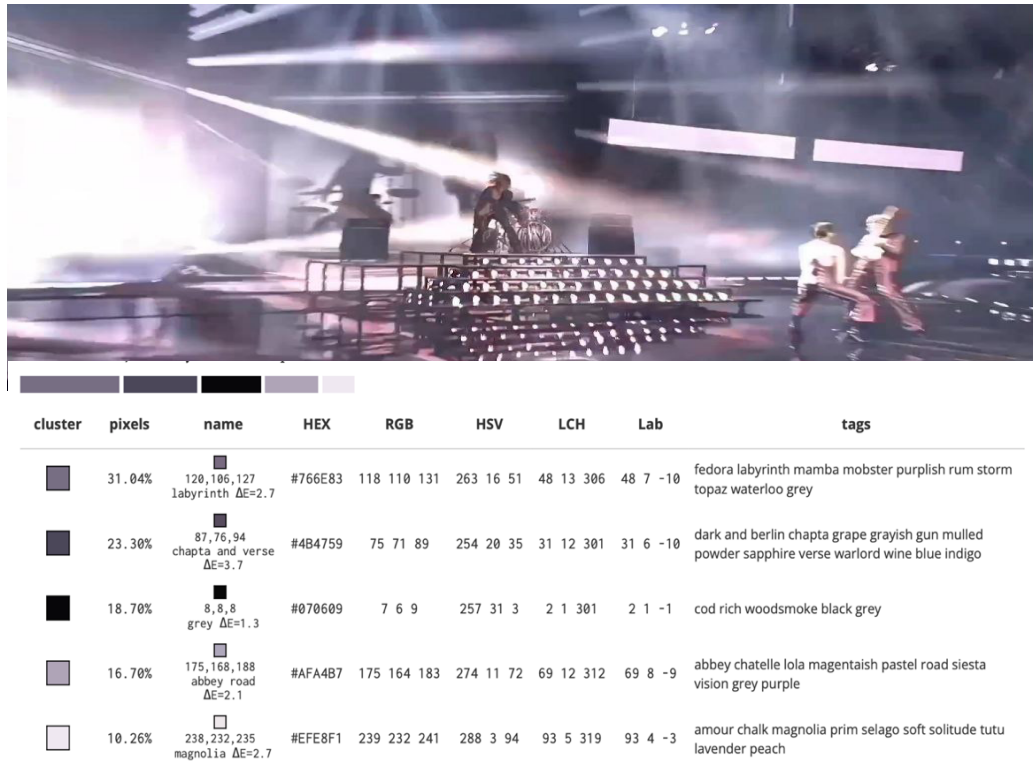 cluster pixels name HEX RGB HSV LCH Lab tags
31.04% 120,106,127 labyrinth ΔE=2.7 #766E83 118 110 131 263 16 51 48 13 306 48 7 -10 fedora labyrinth mamba mobster purplish rum storm topaz waterloo grey
23.30% 87,76,94 chapta and verse ΔE=3.7 #4B4759 75 71 89 254 20 35 31 12 301 31 6 -10 dark and berlin chapta grape grayish gun mulled powder sapphire verse warlord wine blue indigo
18.70% 8,8,8 grey ΔE=1.3 #070609 7 6 9 257 31 3 2 1 301 2 1 -1 cod rich woodsmoke black grey
16.70% 175,168,188 abbey road ΔE=2.1 #AFA4B7 175 164 183 274 11 72 69 12 312 69 8 -9 abbey chatelle lola magentaish pastel road siesta vision grey purple
10.26% 238,232,235 magnolia ΔE=2.7 #EFE8F1 239 232 241 288 3 94 93 5 319 93 4 -3 amour chalk magnolia prim selago soft solitude tutu lavender peach